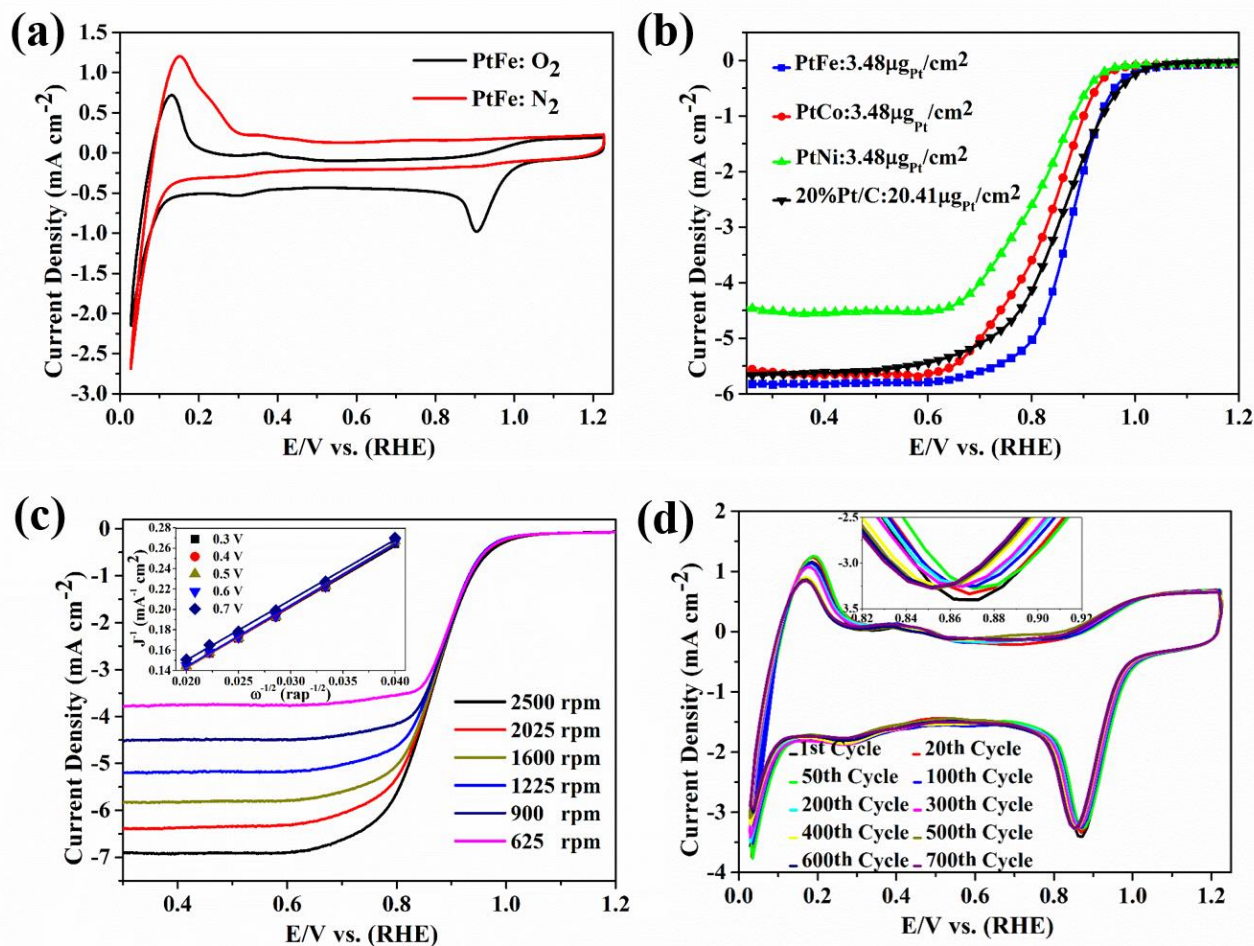 (a)
1.5
1.0
0.5
0.0
-0.5
-1.0
-1.5
-2.0
-2.5
-3.0
Current Density (mA cm-2)
PtFe: O2
PtFe: N2
0.0 0.2 0.4 0.6 0.8 1.0 1.2
E/V vs. (RHE)
(b)
0
-1
-2
-3
-4
-5
-6
Current Density (mA cm-2)
PtFe:3.48μgPt/cm2
PtCo:3.48μgPt/cm2
PtNi:3.48μgPt/cm2
20%Pt/C:20.41μgPt/cm2
0.4 0.6 0.8 1.0 1.2
E/V vs. (RHE)
(c)
0
-1
-2
-3
-4
-5
-6
-7
Current Density (mA cm-2)
0.28
0.26
0.24
0.22
0.20
0.18
0.16
0.14
J-1 (mA-1 cm2)
0.3 V
0.4 V
0.5 V
0.6 V
0.7 V
0.020 0.025 0.030 0.035 0.040
ω-1/2 (rap-1/2)
2500 rpm
2025 rpm
1600 rpm
1225 rpm
900 rpm
625 rpm
0.4 0.6 0.8 1.0 1.2
E/V vs. (RHE)
(d)
2
1
0
-1
-2
-3
-4
Current Density (mA cm-2)
-2.5
-3.0
-3.5
0.82 0.84 0.86 0.88 0.90 0.92
1st Cycle 20th Cycle
50th Cycle 100th Cycle
200th Cycle 300th Cycle
400th Cycle 500th Cycle
600th Cycle 700th Cycle
0.0 0.2 0.4 0.6 0.8 1.0 1.2
E/V vs. (RHE)